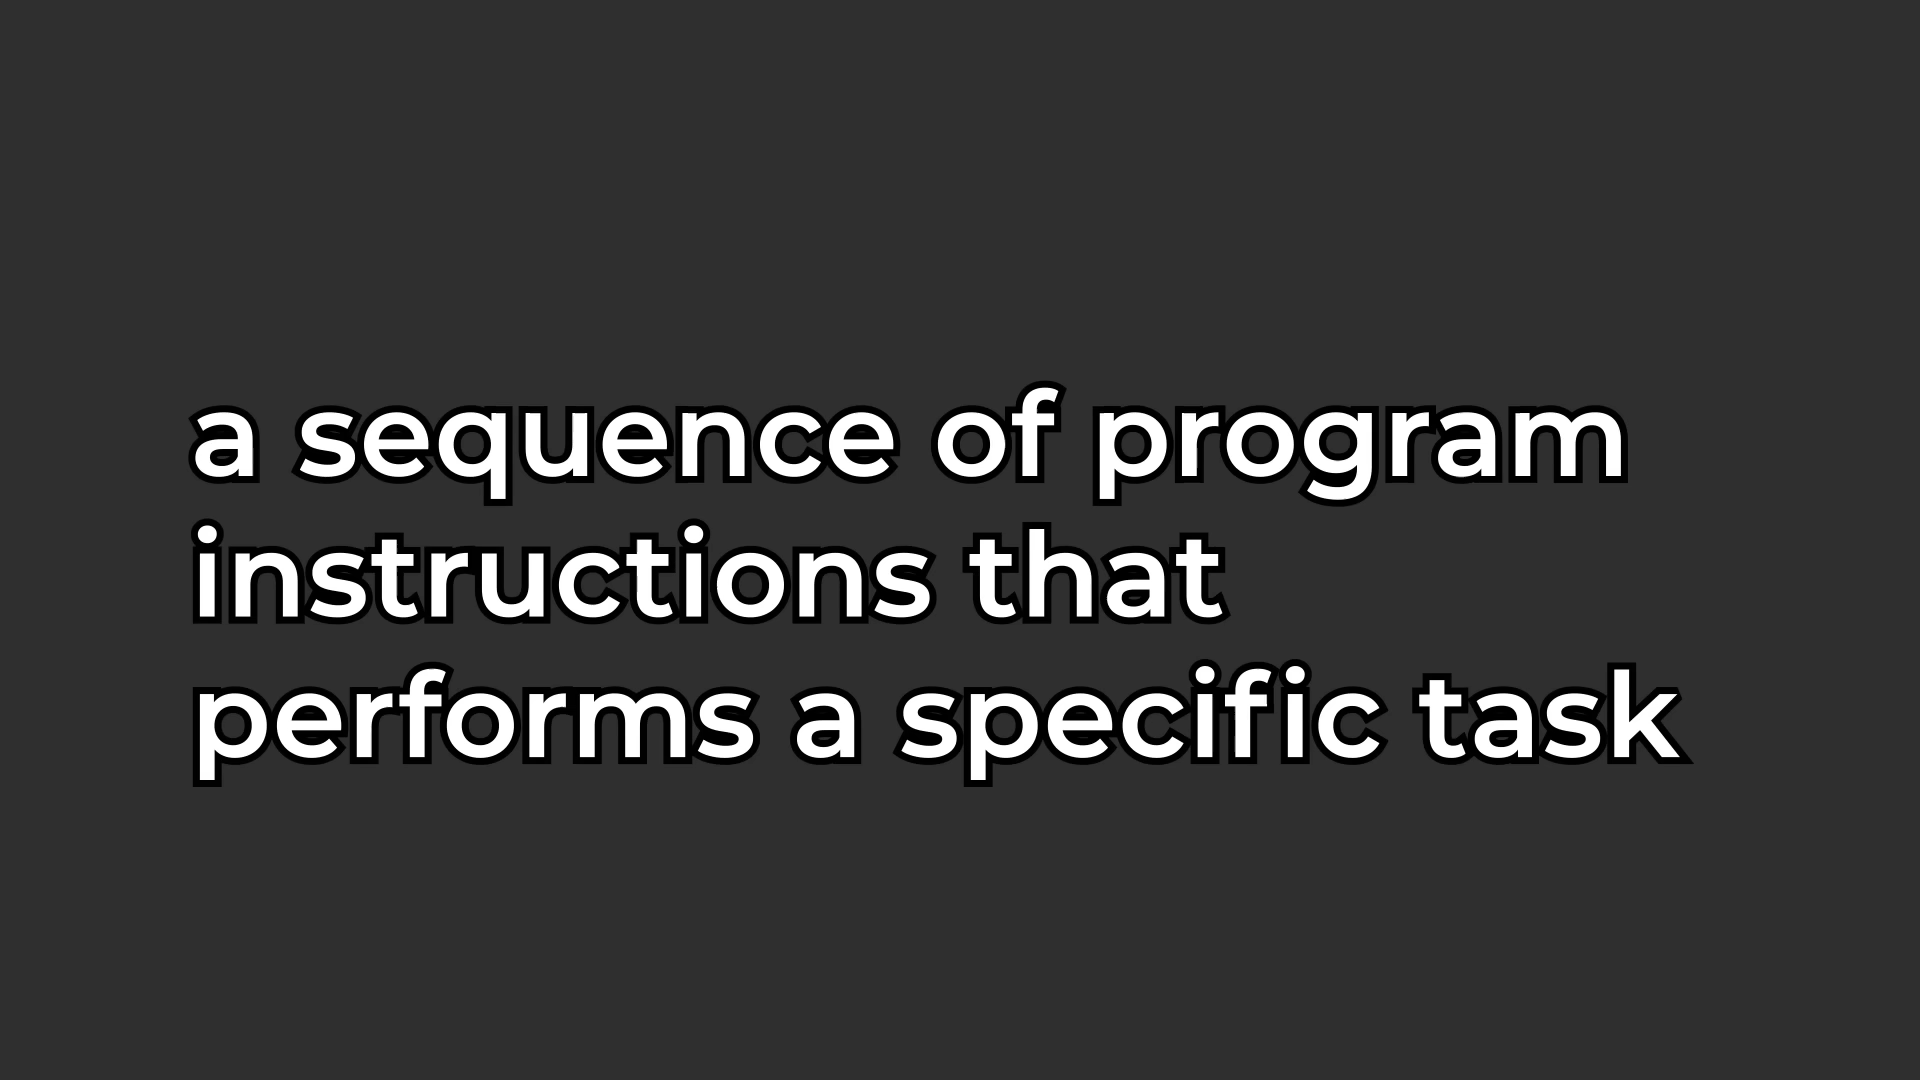 a sequence of program
instructions that
performs a specific task